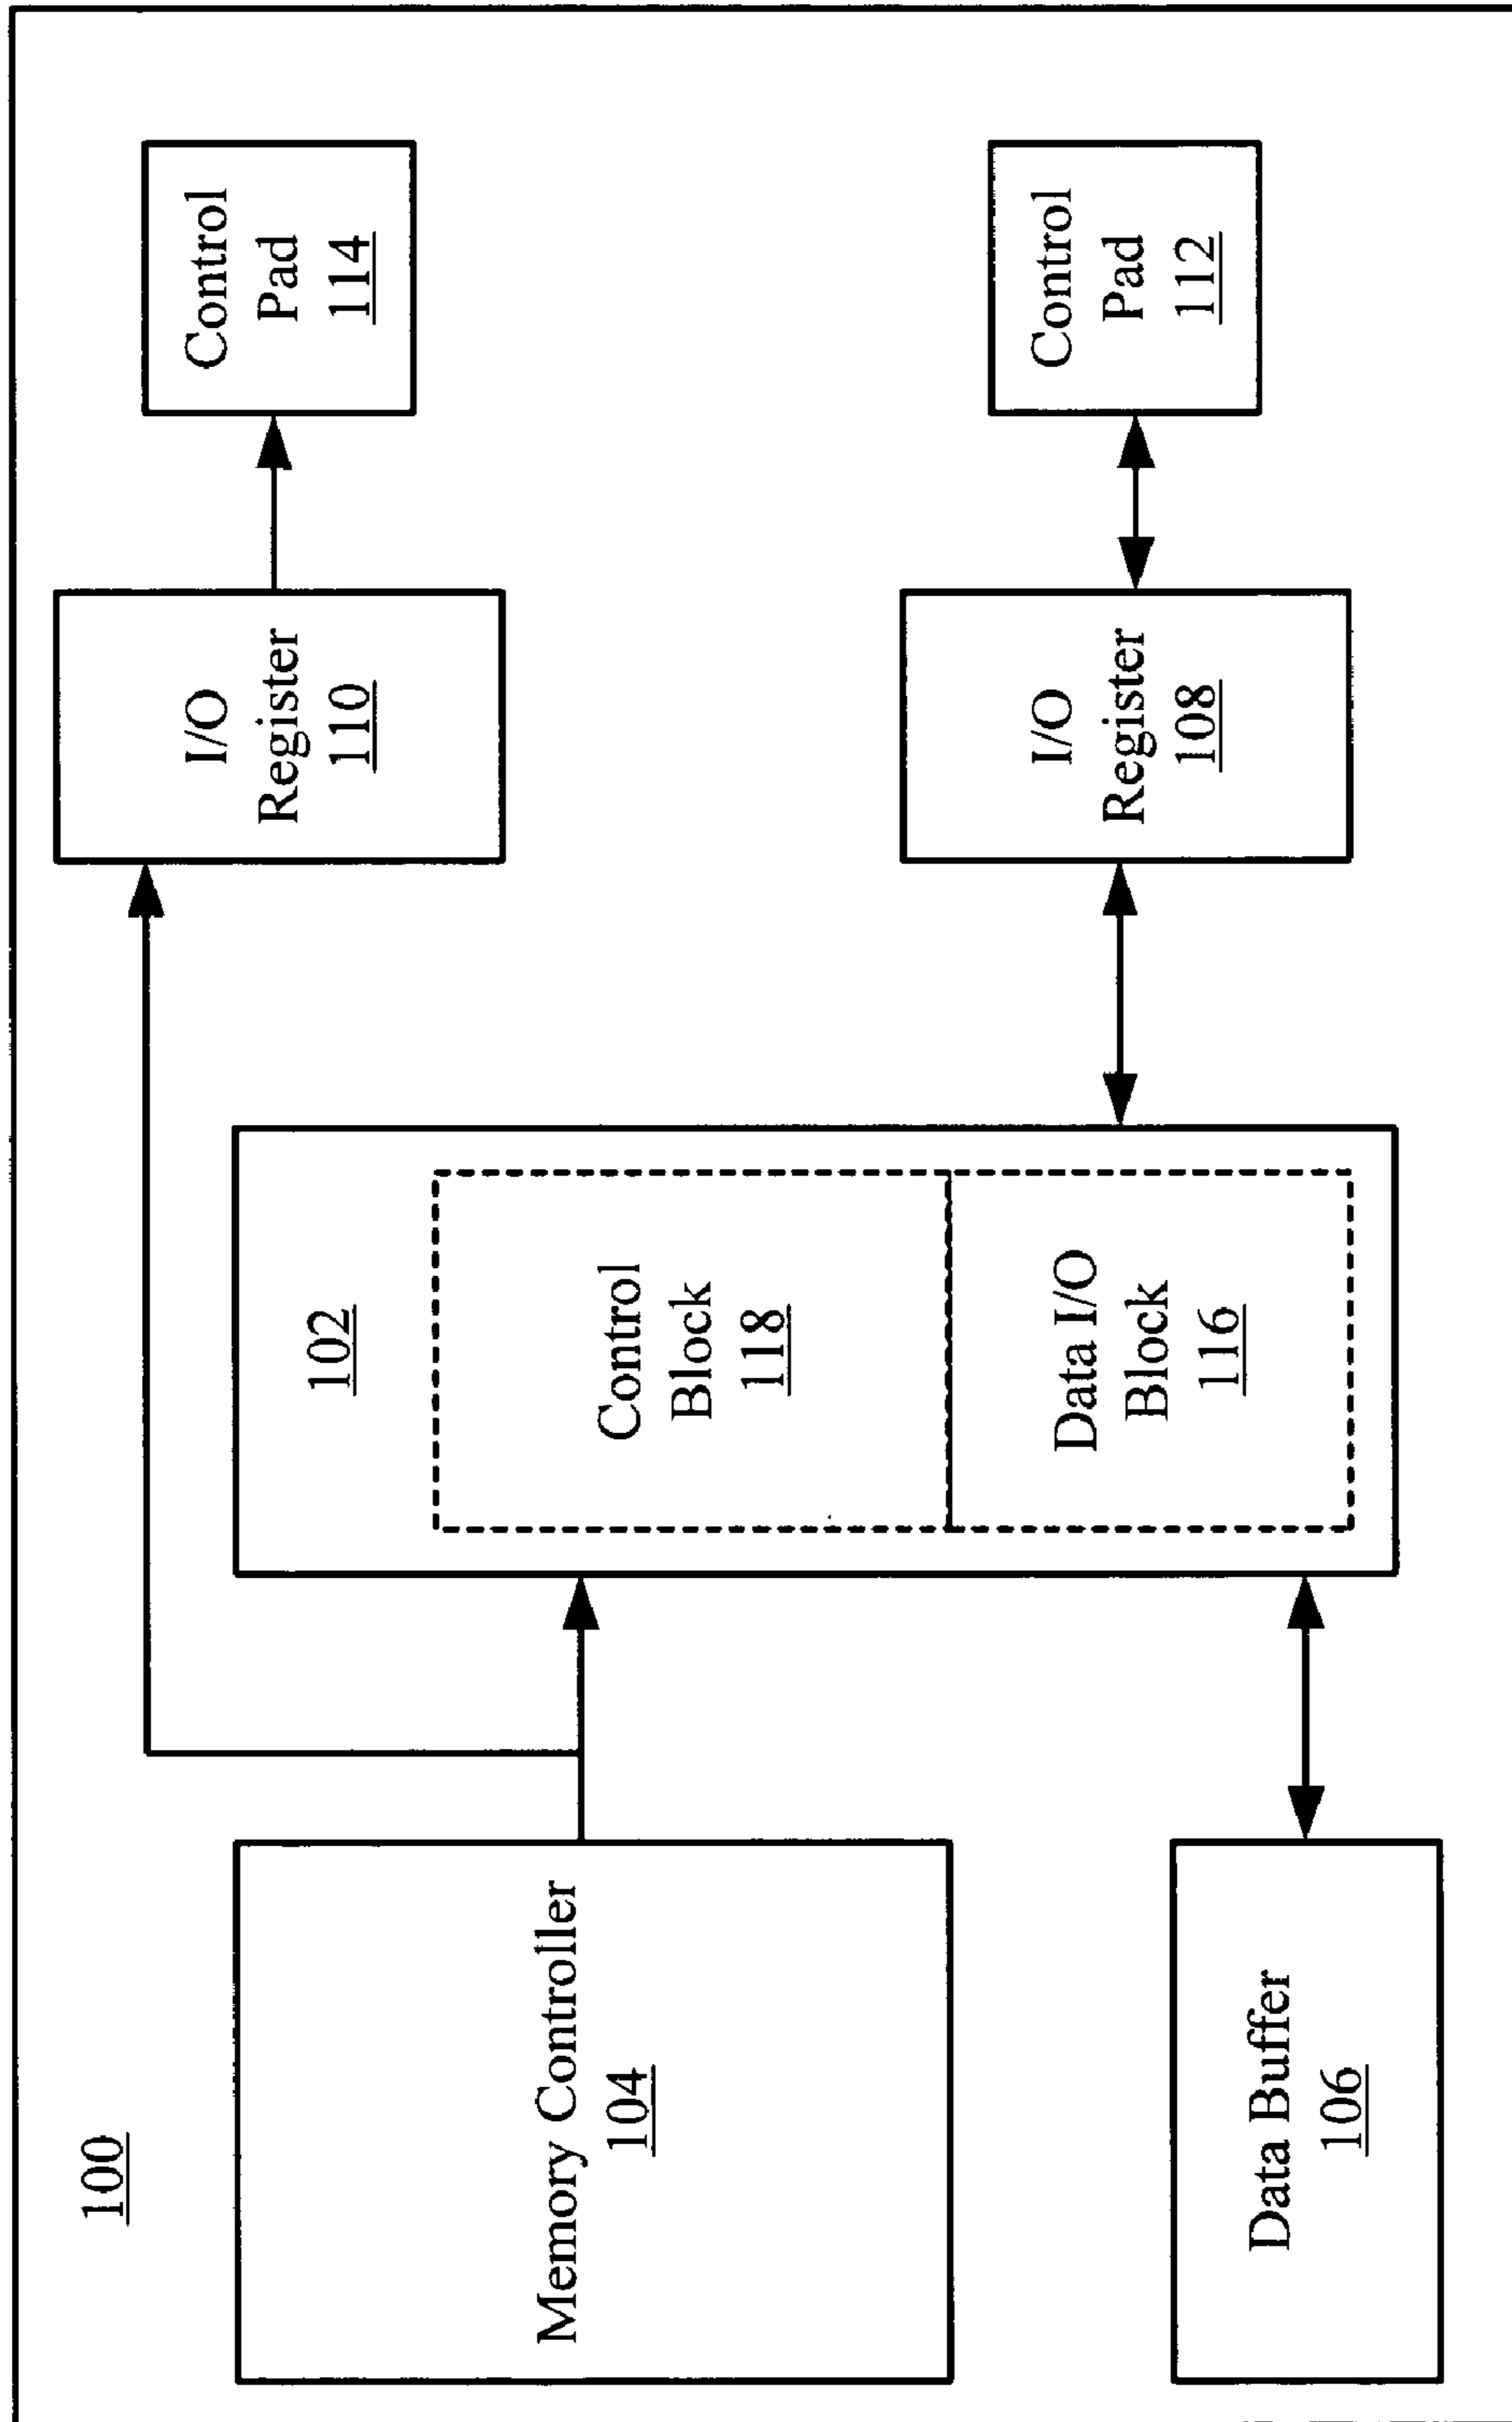 100
Memory Controller
104
Data Buffer
106
102
Control
Block
118
Data I/O
Block
116
I/O
Register
110
I/O
Register
108
Control
Pad
114
Control
Pad
112